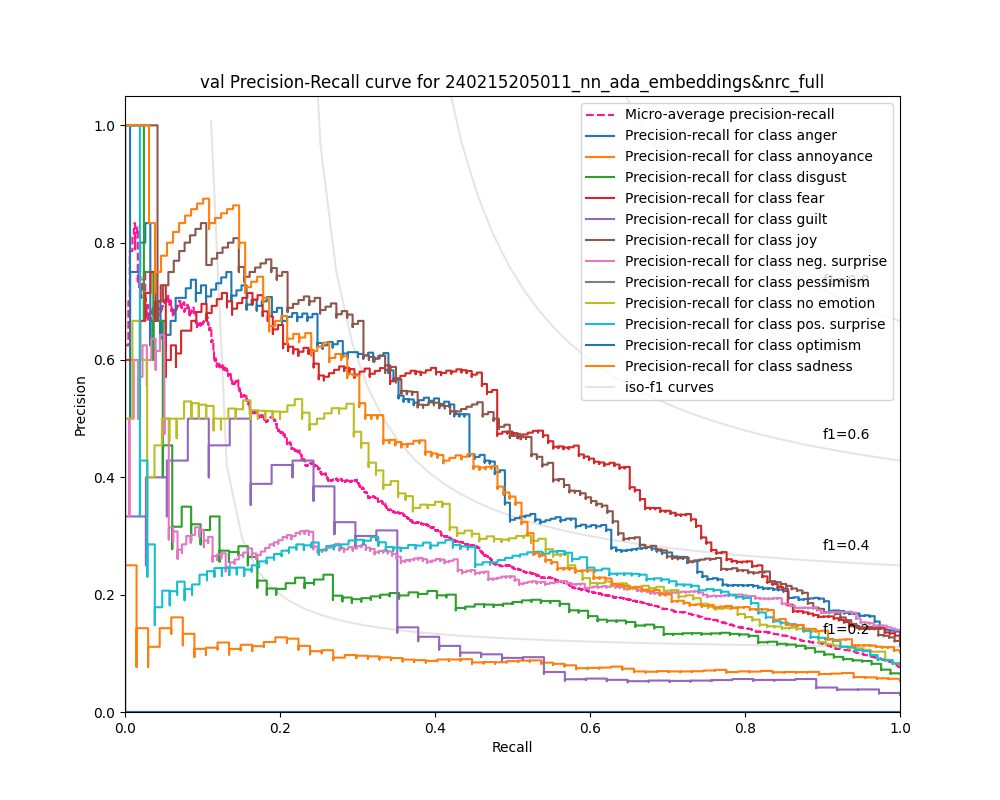 val Precision-Recall curve for 240215205011_nn_ada_embeddings&nrc_full
Micro-average precision-recall
Precision-recall for class anger
Precision-recall for class annoyance
Precision-recall for class disgust
Precision-recall for class fear
Precision-recall for class guilt
Precision-recall for class joy
Precision-recall for class neg. surprise
Precision-recall for class pessimism
Precision-recall for class no emotion
Precision-recall for class pos. surprise
Precision-recall for class optimism
Precision-recall for class sadness
iso-f1 curves
f1=0.8
f1=0.6
f1=0.4
f1=0.2
1.0
0.8
0.6
0.4
0.2
0.0
Precision
0.0 0.2 0.4 0.6 0.8 1.0
Recall